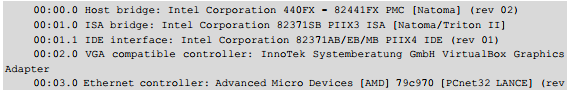 00:00.0 Host bridge: Intel Corporation 440FX - 82441FX PMC [Natoma] (rev 02)
00:01.0 ISA bridge: Intel Corporation 82371SB PIIX3 ISA [Natoma/Triton II]
00:01.1 IDE interface: Intel Corporation 82371AB/EB/MB PIIX4 IDE (rev 01)
00:02.0 VGA compatible controller: InnoTek Systemberatung GmbH VirtualBox Graphics
Adapter
00:03.0 Ethernet controller: Advanced Micro Devices [AMD] 79c970 [PCnet32 LANCE] (rev